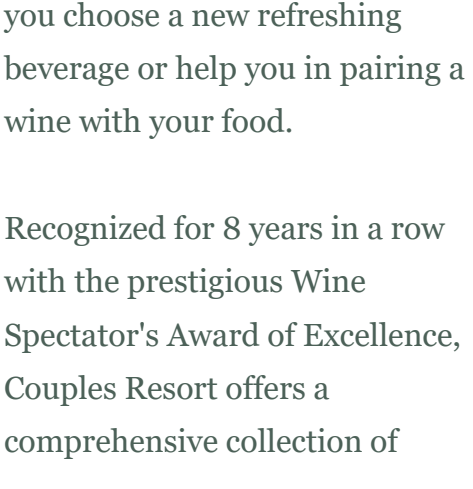 you choose a new refreshing
beverage or help you in pairing a
wine with your food.
Recognized for 8 years in a row
with the prestigious Wine
Spectator's Award of Excellence,
Couples Resort offers a
comprehensive collection of